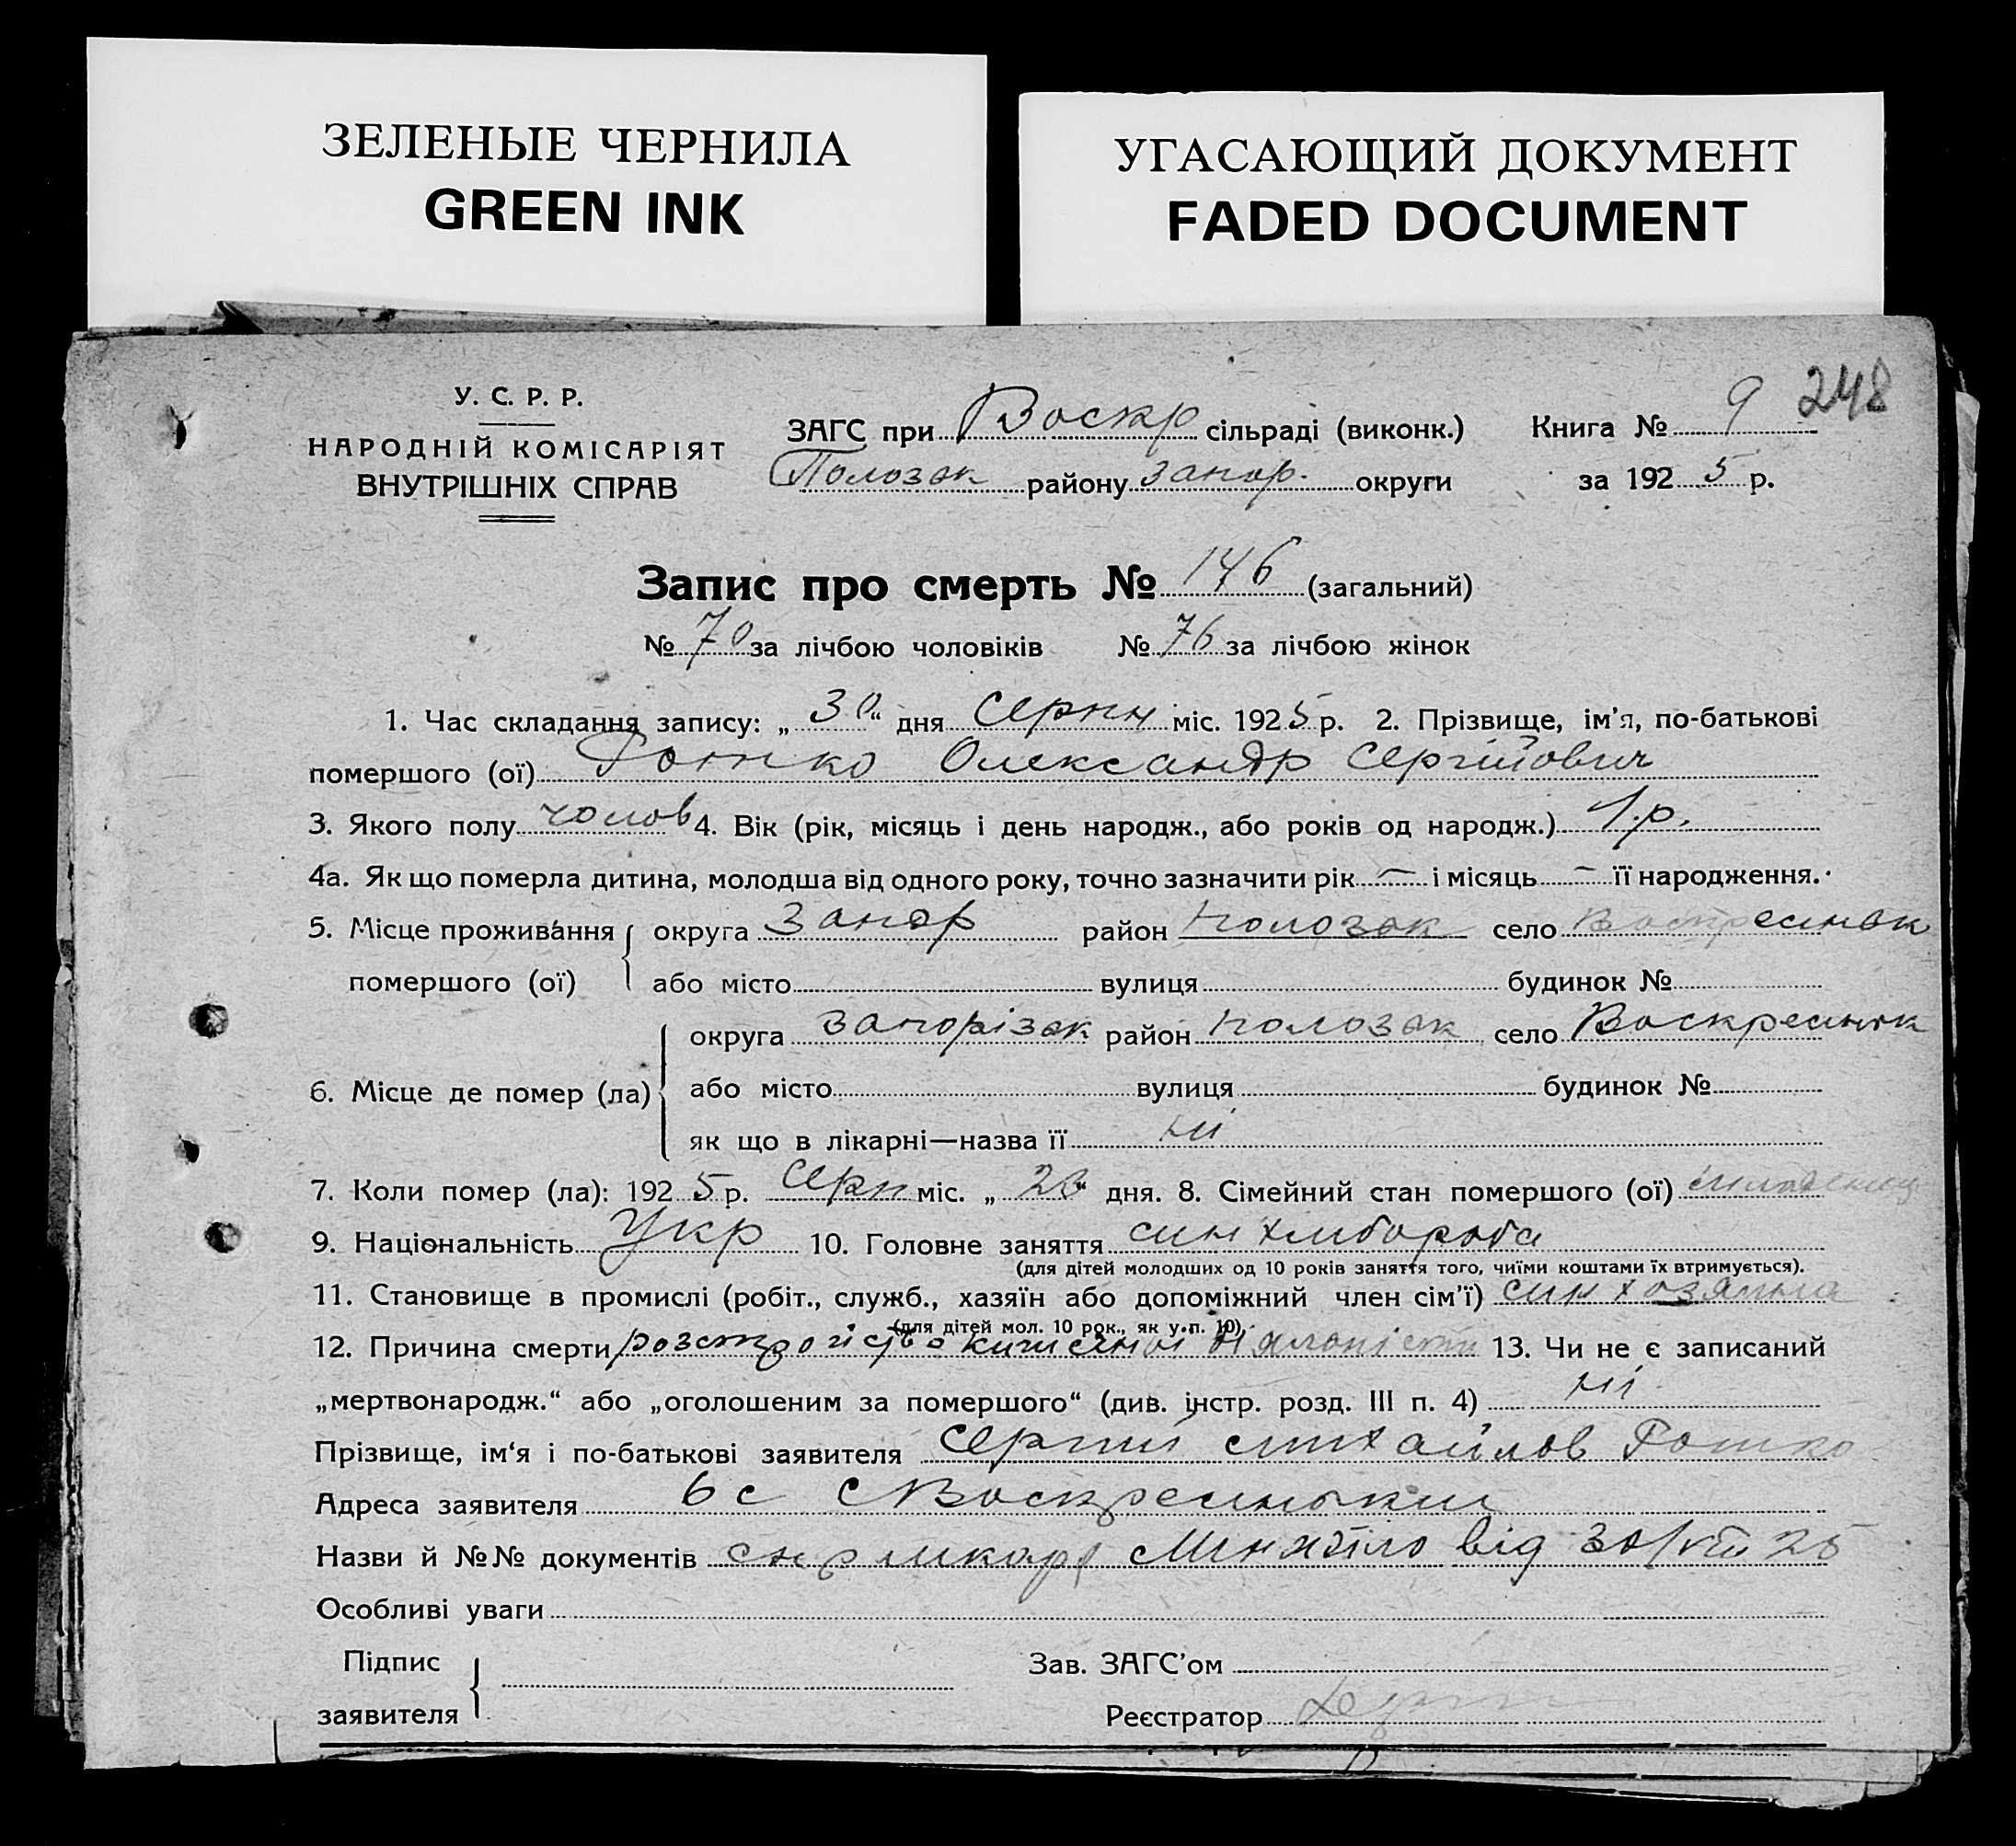 ЗЕЛЕНЫЕ ЧЕРНИЛА
GREEN INK
УГАСАЮЩИЙ ДОКУМЕНТ
FADED DOCUMENT
248
У. С. Р. Р.
НАРОДНІЙ КОМІСАРІЯТ
ВНУТРІШНІХ СПРАВ
ЗАГС при Воскр сільраді (виконк.) Книга № 9
Полозьк району Запор. округи за 1925 р.
Запис про смерть № 146 (загальний)
№ 70 за лічбою чоловіків № 76 за лічбою жінок
1. Час складання запису: „30“ дня Серпн міс. 1925 р. 2. Прізвище, ім’я, по-батькові
помершого (ої) Олександр Сергійович
3. Якого полу чолов 4. Вік (рік, місяць і день народж., або років од народж.) 1.р.
4а. Як що померла дитина, молодша від одного року, точно зазначити рік — і місяць — її народження.
5. Місце проживання помершого (ої) { округа Запор район Полозьк село
або місто вулиця будинок №
6. Місце де помер (ла) { округа Запорізьк район Полозьк село
або місто вулиця будинок №
як що в лікарні—назва її ні
7. Коли помер (ла): 1925 р. Серп міс. „ дня. 8. Сімейний стан помершого (ої)
9. Національність Укр 10. Головне заняття син хлибороба
(для дітей молодших од 10 років заняття того, чиїми коштами їх втримується).
11. Становище в промислі (робіт., служб., хазяїн або допоміжний член сім’ї) син хозяина
(для дітей мол. 10 рок., як у п. 10).
12. Причина смерти 13. Чи не є записаний
„мертвонародж.“ або „оголошеним за помершого“ (див. інстр. розд. III п. 4) ні
Прізвище, ім‘я і по-батькові заявителя Сергий Михайлов
Адреса заявителя
Назви й №№ документів від 30/VIII 25
Особливі уваги
Підпис заявителя { Зав. ЗАГС’ом
Реєстратор